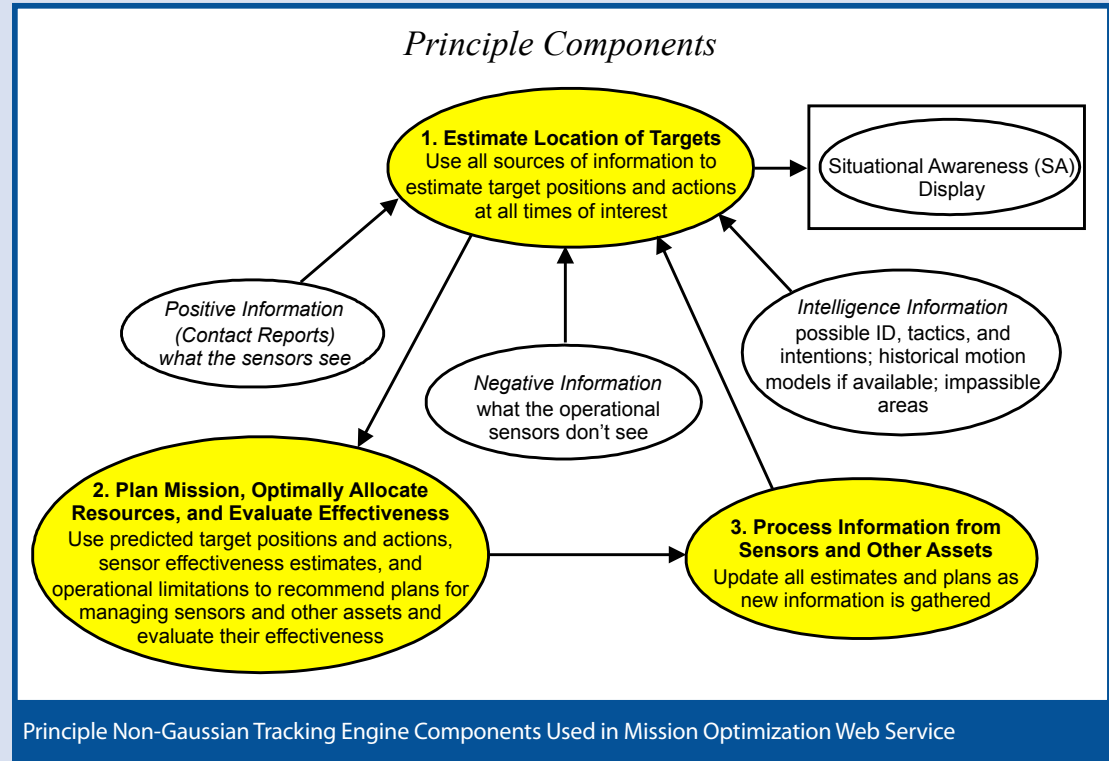 Principle Components
1. Estimate Location of Targets
Use all sources of information to
estimate target positions and actions
at all times of interest
Situational Awareness (SA)
Display
Positive Information
(Contact Reports)
what the sensors see
Negative Information
what the operational
sensors don't see
Intelligence Information
possible ID, tactics, and
intentions; historical motion
models if available; impassible
areas
2. Plan Mission, Optimally Allocate
Resources, and Evaluate Effectiveness
Use predicted target positions and actions,
sensor effectiveness estimates, and
operational limitations to recommend plans for
managing sensors and other assets and
evaluate their effectiveness
3. Process Information from
Sensors and Other Assets
Update all estimates and plans as
new information is gathered
Principle Non-Gaussian Tracking Engine Components Used in Mission Optimization Web Service